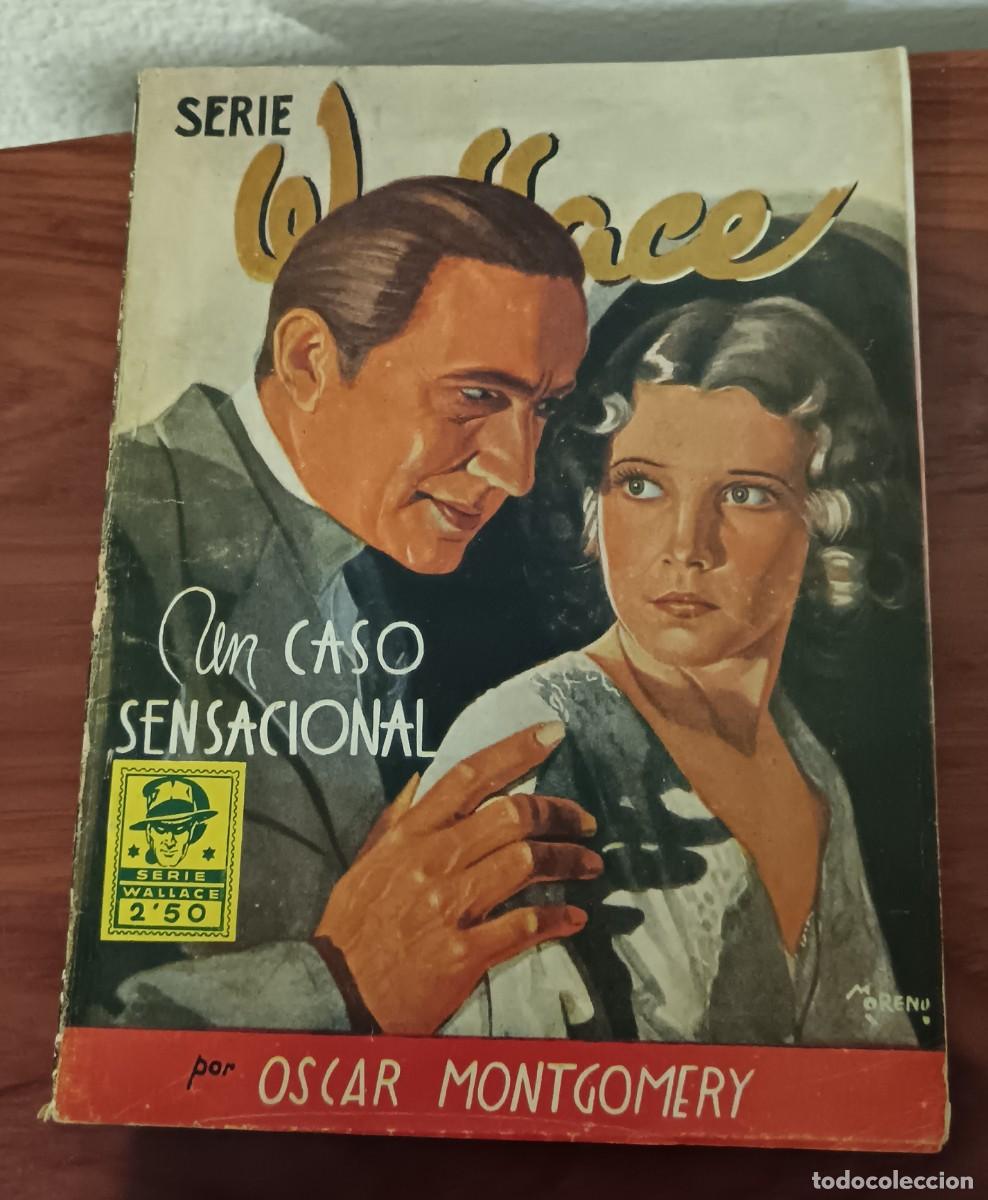 SERIE
Wallace
un CASO
SENSACIONAL
SERIE
WALLACE
2'50
MORENO
por OSCAR MONTGOMERY
todocoleccion